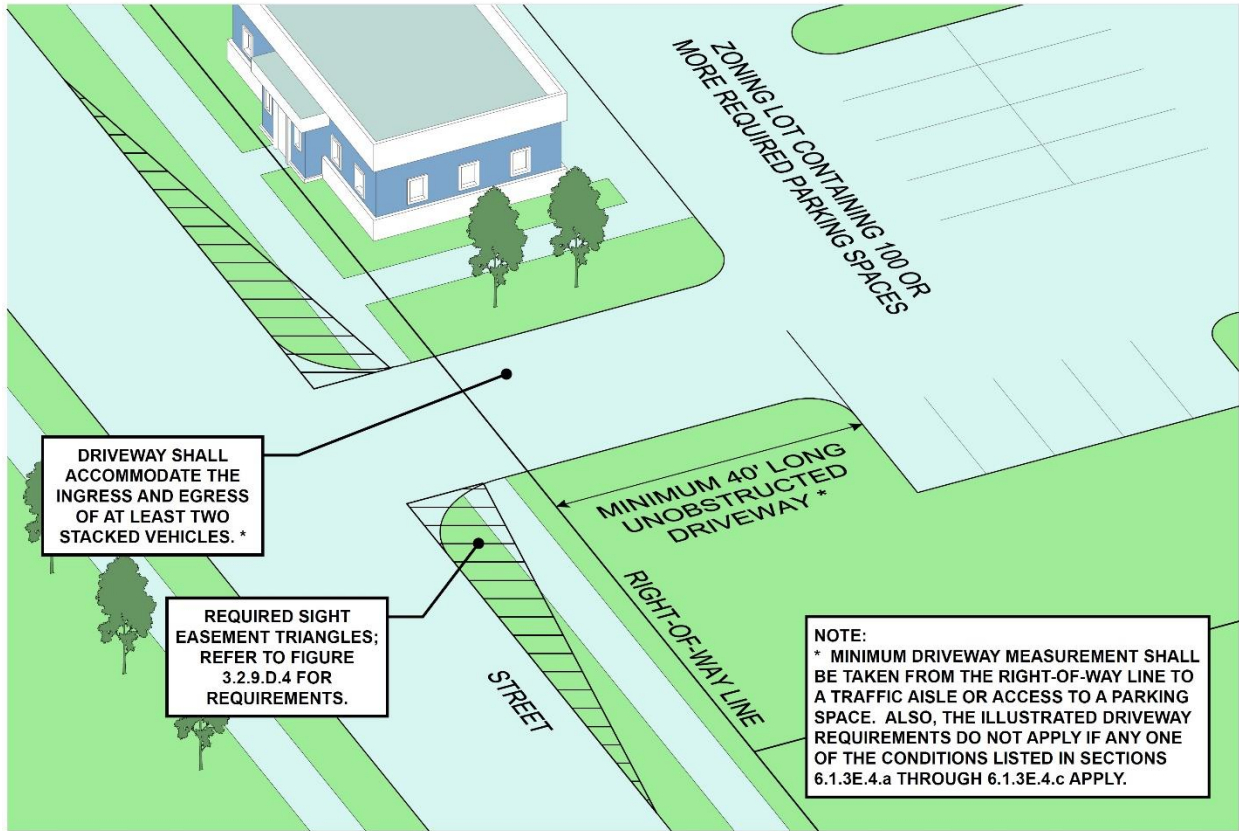 ZONING LOT CONTAINING 100 OR
MORE REQUIRED PARKING SPACES
DRIVEWAY SHALL
ACCOMMODATE THE
INGRESS AND EGRESS
OF AT LEAST TWO
STACKED VEHICLES. *
MINIMUM 40' LONG
UNOBSTRUCTED
DRIVEWAY *
REQUIRED SIGHT
EASEMENT TRIANGLES;
REFER TO FIGURE
3.2.9.D.4 FOR
REQUIREMENTS.
STREET
RIGHT-OF-WAY LINE
NOTE:
* MINIMUM DRIVEWAY MEASUREMENT SHALL
BE TAKEN FROM THE RIGHT-OF-WAY LINE TO
A TRAFFIC AISLE OR ACCESS TO A PARKING
SPACE. ALSO, THE ILLUSTRATED DRIVEWAY
REQUIREMENTS DO NOT APPLY IF ANY ONE
OF THE CONDITIONS LISTED IN SECTIONS
6.1.3E.4.a THROUGH 6.1.3E.4.c APPLY.